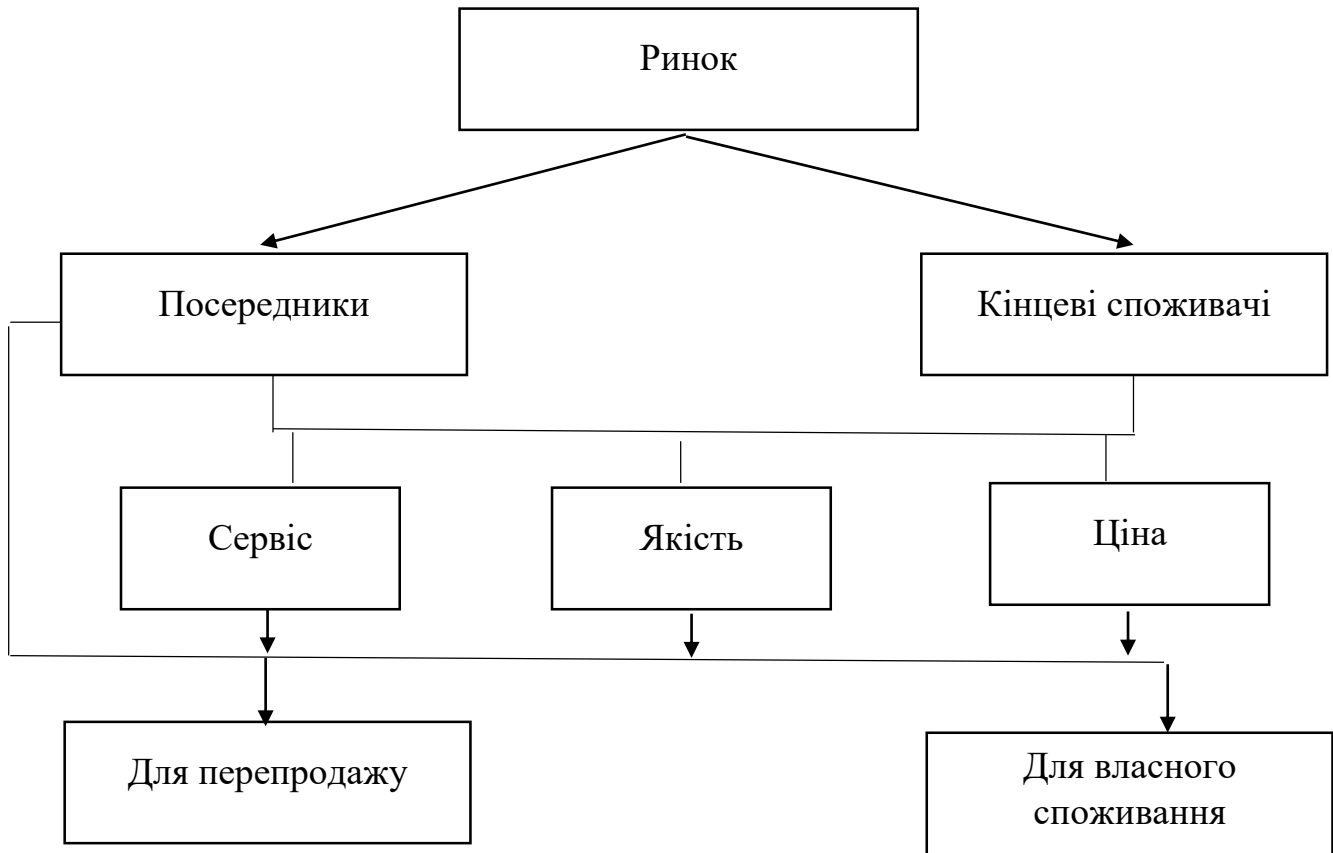 Ринок
Посередники
Кінцеві споживачі
Сервіс
Якість
Ціна
Для перепродажу
Для власного
споживання